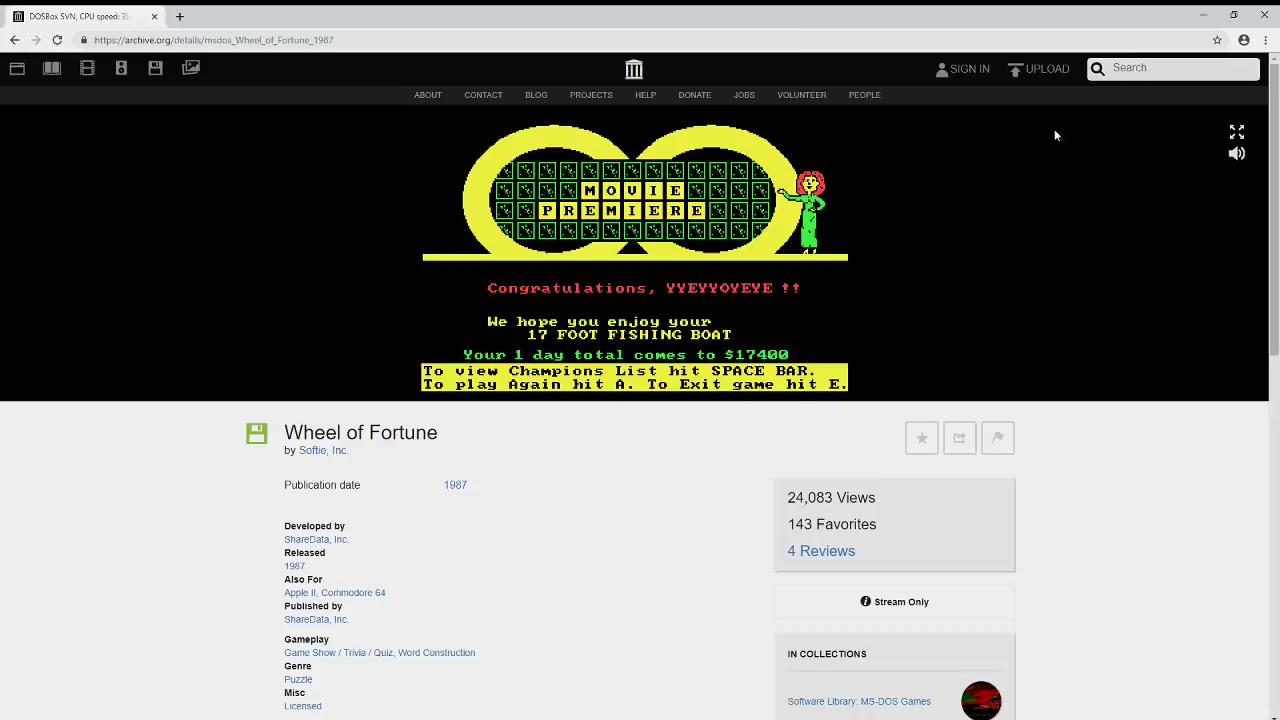 DOSBox SVN, CPU speed: 3
https://archive.org/details/msdos_Wheel_of_Fortune_1987
SIGN IN
UPLOAD
Search
ABOUT CONTACT BLOG PROJECTS HELP DONATE JOBS VOLUNTEER PEOPLE
MOVIE
PREMIERE
Congratulations, YYEYYOYEYE !!
We hope you enjoy your
17 FOOT FISHING BOAT
Your 1 day total comes to $17400
To view Champions List hit SPACE BAR.
To play Again hit A. To Exit game hit E.
Wheel of Fortune
by Softie, Inc.
Publication date 1987
Developed by
ShareData, Inc.
Released
1987
Also For
Apple II, Commodore 64
Published by
ShareData, Inc.
Gameplay
Game Show / Trivia / Quiz, Word Construction
Genre
Puzzle
Misc
Licensed
24,083 Views
143 Favorites
4 Reviews
Stream Only
IN COLLECTIONS
Software Library: MS-DOS Games